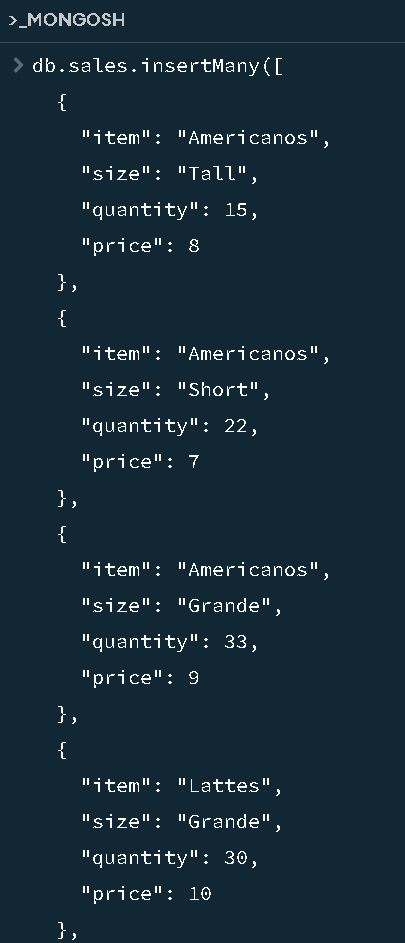 >_MONGOSH
> db.sales.insertMany([
{
"item": "Americanos",
"size": "Tall",
"quantity": 15,
"price": 8
},
{
"item": "Americanos",
"size": "Short",
"quantity": 22,
"price": 7
},
{
"item": "Americanos",
"size": "Grande",
"quantity": 33,
"price": 9
},
{
"item": "Lattes",
"size": "Grande",
"quantity": 30,
"price": 10
},